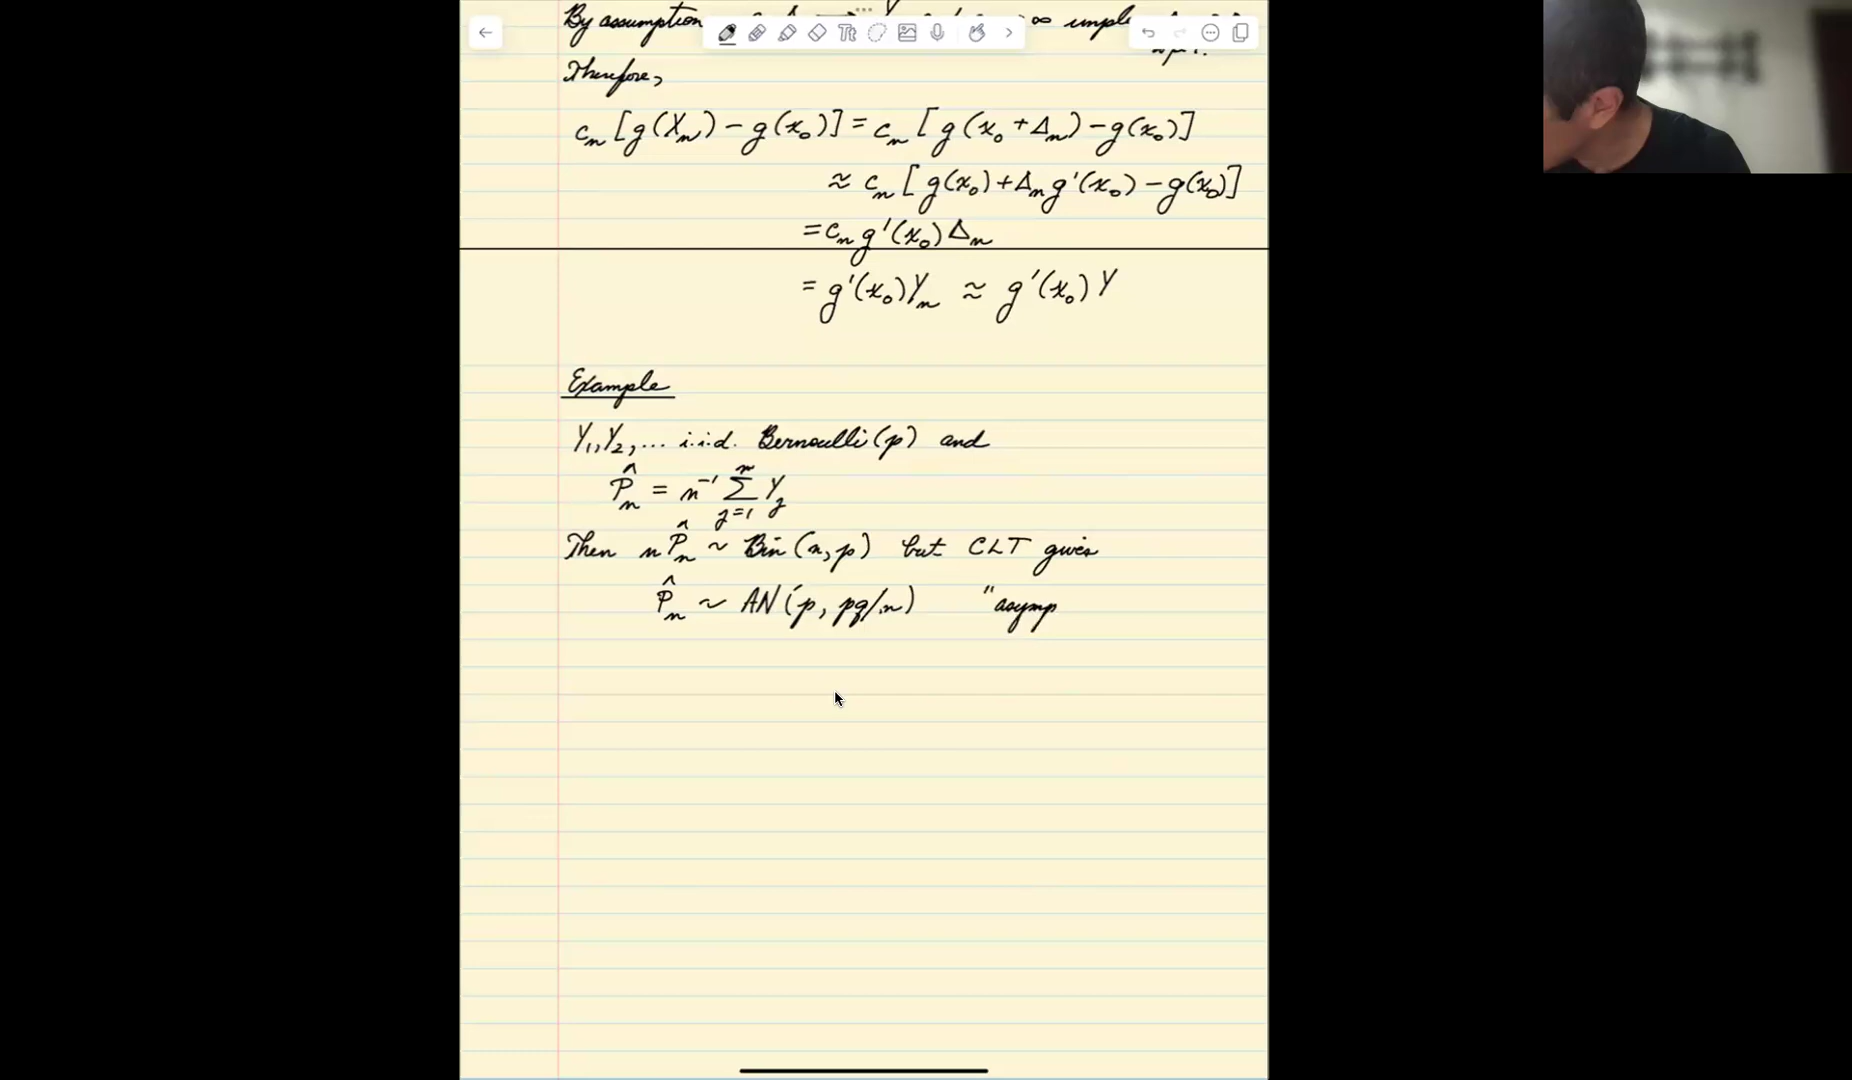 By assumption
Therefore,
c_n [g(X_n) - g(x_0)] = c_n [g(x_0 + Δ_n) - g(x_0)]
≈ c_n [g(x_0) + Δ_n g'(x_0) - g(x_0)]
= c_n g'(x_0) Δ_n
= g'(x_0) Y_n ≈ g'(x_0) Y
Example
Y_1, Y_2, ... i.i.d. Bernoulli(p) and
P̂_n = n^{-1} Σ_{j=1}^{n} Y_j
Then n P̂_n ~ Bin(n, p) but CLT gives
P̂_n ~ AN(p, pq/n) "asymp